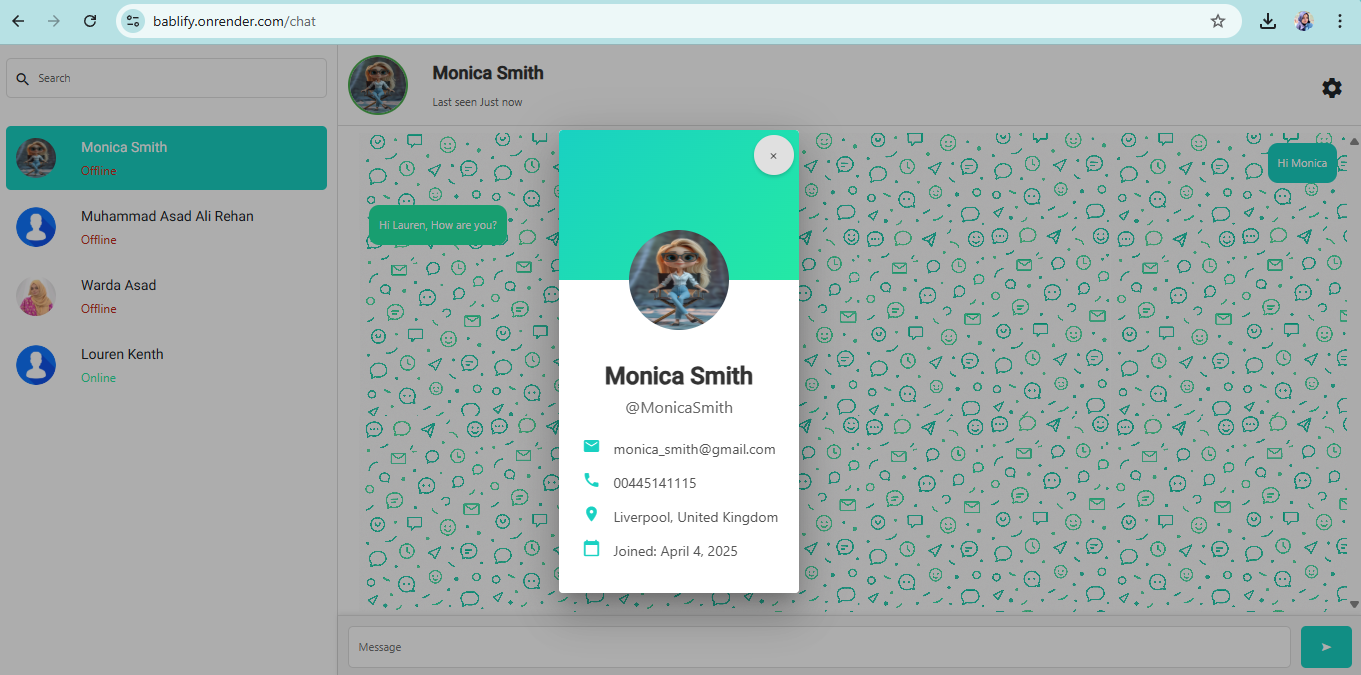 bablify.onrender.com/chat
Search
Monica Smith
Offline
Muhammad Asad Ali Rehan
Offline
Warda Asad
Offline
Louren Kenth
Online
Monica Smith
Last seen Just now
Hi Monica
Hi Lauren, How are you?
×
Monica Smith
@MonicaSmith
monica_smith@gmail.com
00445141115
Liverpool, United Kingdom
Joined: April 4, 2025
Message